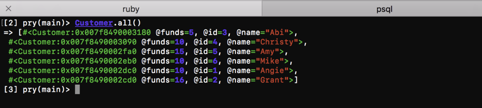 ruby
psql
[2] pry(main)> Customer.all()
=> [#<Customer:0x007f8490003180 @funds=5, @id=3, @name="Abi">,
#<Customer:0x007f8490003090 @funds=10, @id=4, @name="Christy">,
#<Customer:0x007f8490002fa0 @funds=15, @id=5, @name="Amy">,
#<Customer:0x007f8490002eb0 @funds=10, @id=6, @name="Mike">,
#<Customer:0x007f8490002dc0 @funds=10, @id=1, @name="Angie">,
#<Customer:0x007f8490002cd0 @funds=16, @id=2, @name="Grant">]
[3] pry(main)>